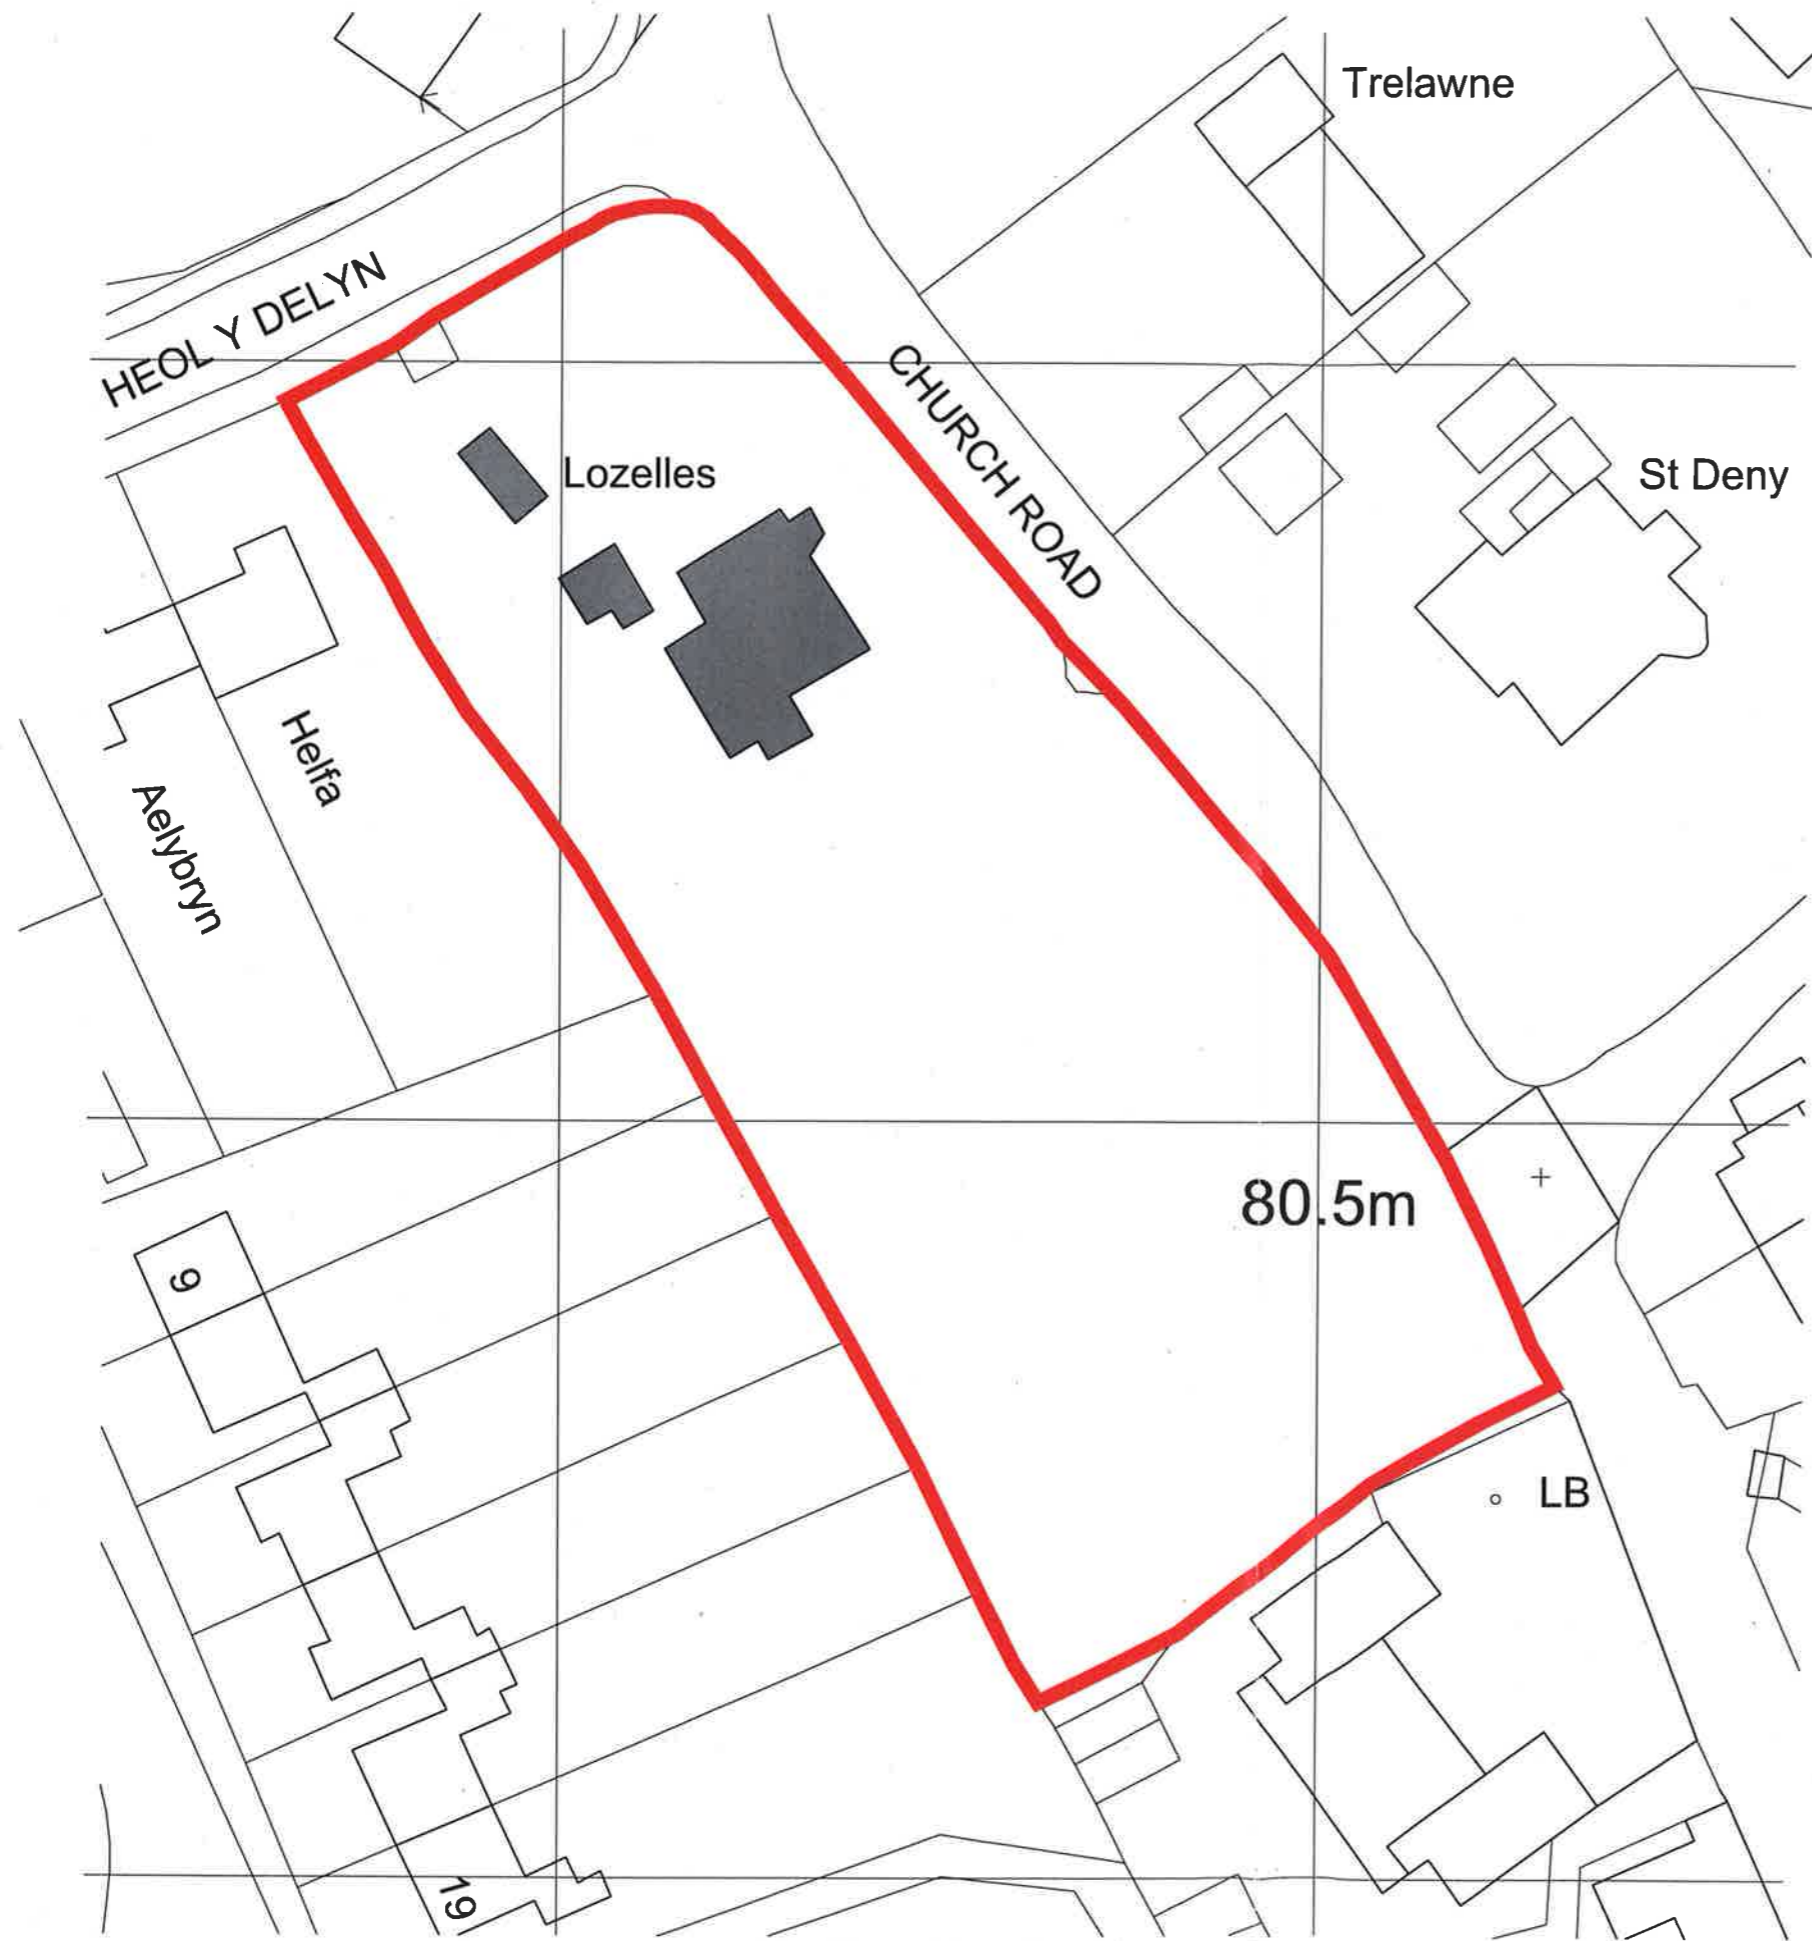 Trelawne
HEOL Y DELYN
CHURCH ROAD
Lozelles
St Deny
Helfa
Aelybryn
80.5m
9
LB
19